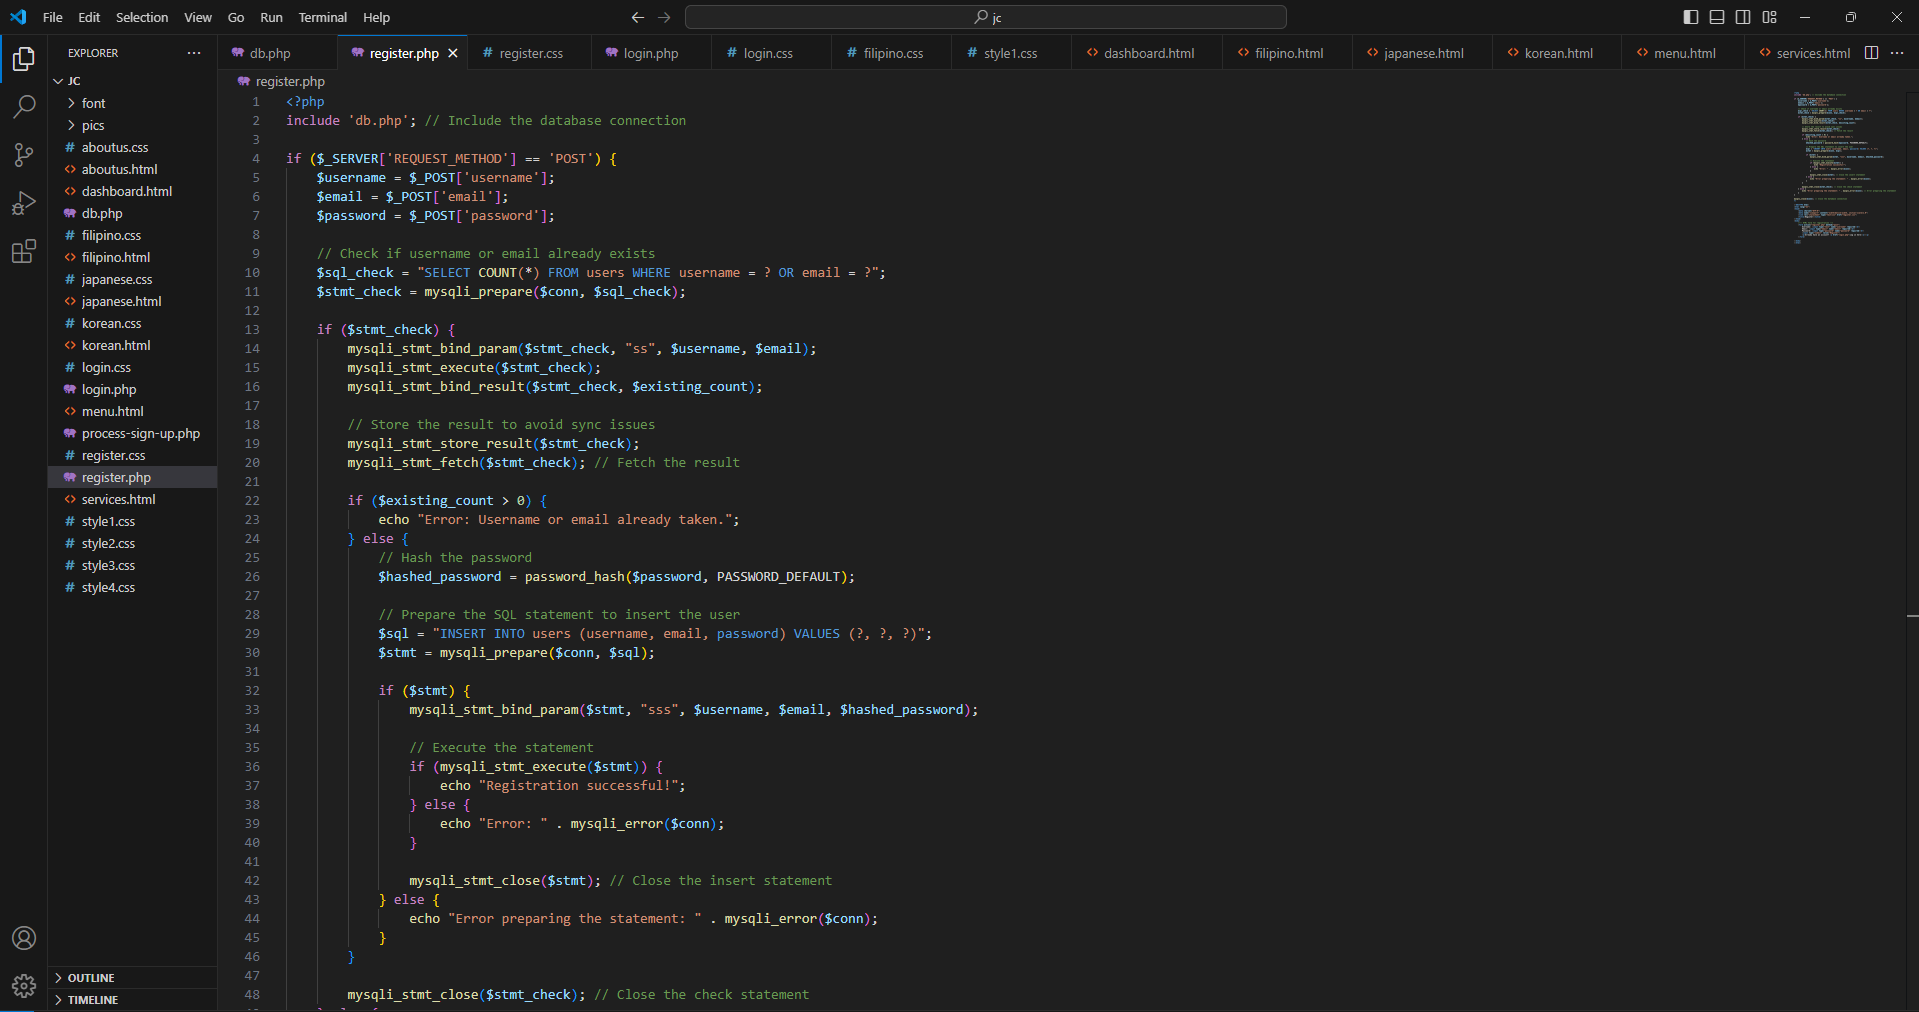 File Edit Selection View Go Run Terminal Help
jc
EXPLORER
JC
font
pics
aboutus.css
aboutus.html
dashboard.html
db.php
filipino.css
filipino.html
japanese.css
japanese.html
korean.css
korean.html
login.css
login.php
menu.html
process-sign-up.php
register.css
register.php
services.html
style1.css
style2.css
style3.css
style4.css
OUTLINE
TIMELINE
db.php register.php register.css login.php login.css filipino.css style1.css dashboard.html filipino.html japanese.html korean.html menu.html services.html
register.php
1 <?php
2 include 'db.php'; // Include the database connection
3
4 if ($_SERVER['REQUEST_METHOD'] == 'POST') {
5 $username = $_POST['username'];
6 $email = $_POST['email'];
7 $password = $_POST['password'];
8
9 // Check if username or email already exists
10 $sql_check = "SELECT COUNT(*) FROM users WHERE username = ? OR email = ?";
11 $stmt_check = mysqli_prepare($conn, $sql_check);
12
13 if ($stmt_check) {
14 mysqli_stmt_bind_param($stmt_check, "ss", $username, $email);
15 mysqli_stmt_execute($stmt_check);
16 mysqli_stmt_bind_result($stmt_check, $existing_count);
17
18 // Store the result to avoid sync issues
19 mysqli_stmt_store_result($stmt_check);
20 mysqli_stmt_fetch($stmt_check); // Fetch the result
21
22 if ($existing_count > 0) {
23 echo "Error: Username or email already taken.";
24 } else {
25 // Hash the password
26 $hashed_password = password_hash($password, PASSWORD_DEFAULT);
27
28 // Prepare the SQL statement to insert the user
29 $sql = "INSERT INTO users (username, email, password) VALUES (?, ?, ?)";
30 $stmt = mysqli_prepare($conn, $sql);
31
32 if ($stmt) {
33 mysqli_stmt_bind_param($stmt, "sss", $username, $email, $hashed_password);
34
35 // Execute the statement
36 if (mysqli_stmt_execute($stmt)) {
37 echo "Registration successful!";
38 } else {
39 echo "Error: " . mysqli_error($conn);
40 }
41
42 mysqli_stmt_close($stmt); // Close the insert statement
43 } else {
44 echo "Error preparing the statement: " . mysqli_error($conn);
45 }
46 }
47
48 mysqli_stmt_close($stmt_check); // Close the check statement